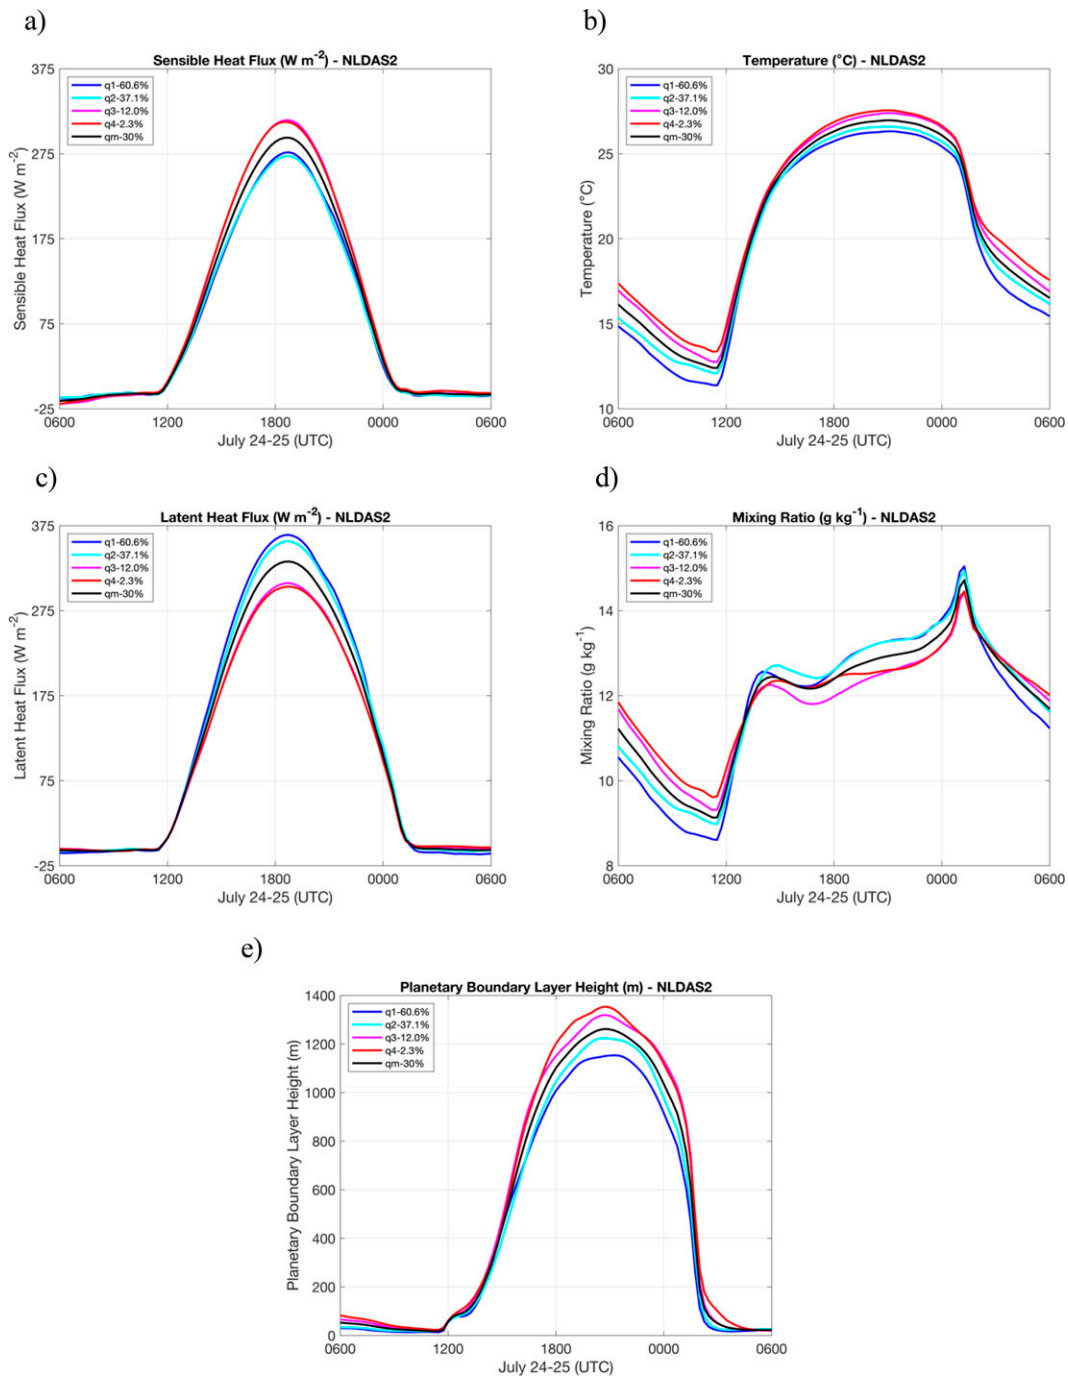 a)
Sensible Heat Flux (W m-2) - NLDAS2
375
275
175
75
-25
Sensible Heat Flux (W m-2)
q1-60.6%
q2-37.1%
q3-12.0%
q4-2.3%
qm-30%
0600 1200 1800 0000 0600
July 24-25 (UTC)
b)
Temperature (°C) - NLDAS2
30
25
20
15
10
Temperature (°C)
q1-60.6%
q2-37.1%
q3-12.0%
q4-2.3%
qm-30%
0600 1200 1800 0000 0600
July 24-25 (UTC)
c)
Latent Heat Flux (W m-2) - NLDAS2
375
275
175
75
-25
Latent Heat Flux (W m-2)
q1-60.6%
q2-37.1%
q3-12.0%
q4-2.3%
qm-30%
0600 1200 1800 0000 0600
July 24-25 (UTC)
d)
Mixing Ratio (g kg-1) - NLDAS2
16
14
12
10
8
Mixing Ratio (g kg-1)
q1-60.6%
q2-37.1%
q3-12.0%
q4-2.3%
qm-30%
0600 1200 1800 0000 0600
July 24-25 (UTC)
e)
Planetary Boundary Layer Height (m) - NLDAS2
1400
1200
1000
800
600
400
200
0
Planetary Boundary Layer Height (m)
q1-60.6%
q2-37.1%
q3-12.0%
q4-2.3%
qm-30%
0600 1200 1800 0000 0600
July 24-25 (UTC)